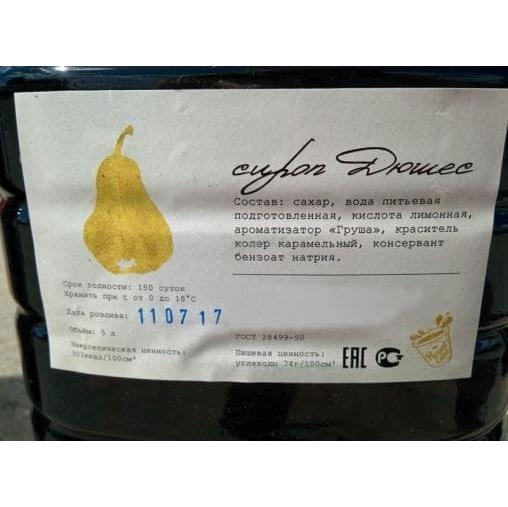 сироп Дюшес
Состав: сахар, вода питьевая
подготовленная, кислота лимонная,
ароматизатор «Груша», краситель
колер карамельный, консервант
бензоат натрия.
Срок годности: 180 суток
Хранить при t от 0 до 18°С
Дата розлива: 110717
Объём: 5 л
Энергетическая ценность:
303ккал/100см³
ГОСТ 28499-90
Пищевая ценность:
углеводы 74г/100см³
ЕАС РСТ